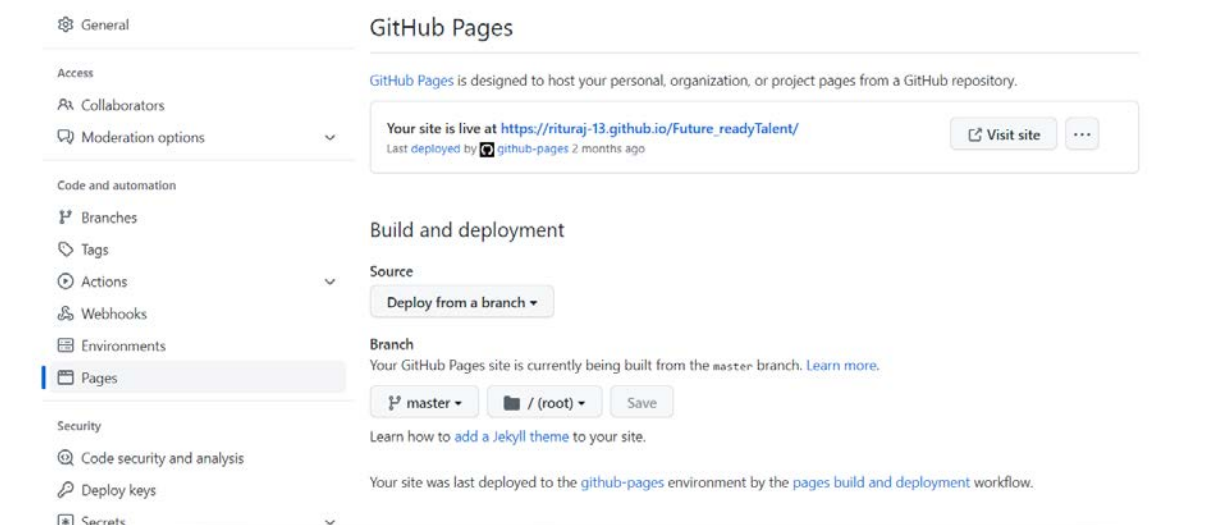 General
Access
Collaborators
Moderation options
Code and automation
Branches
Tags
Actions
Webhooks
Environments
Pages
Security
Code security and analysis
Deploy keys
Secrets
GitHub Pages
GitHub Pages is designed to host your personal, organization, or project pages from a GitHub repository.
Your site is live at https://rituraj-13.github.io/Future_readyTalent/
Last deployed by github-pages 2 months ago
Visit site
Build and deployment
Source
Deploy from a branch
Branch
Your GitHub Pages site is currently being built from the master branch. Learn more.
master
/ (root)
Save
Learn how to add a Jekyll theme to your site.
Your site was last deployed to the github-pages environment by the pages build and deployment workflow.